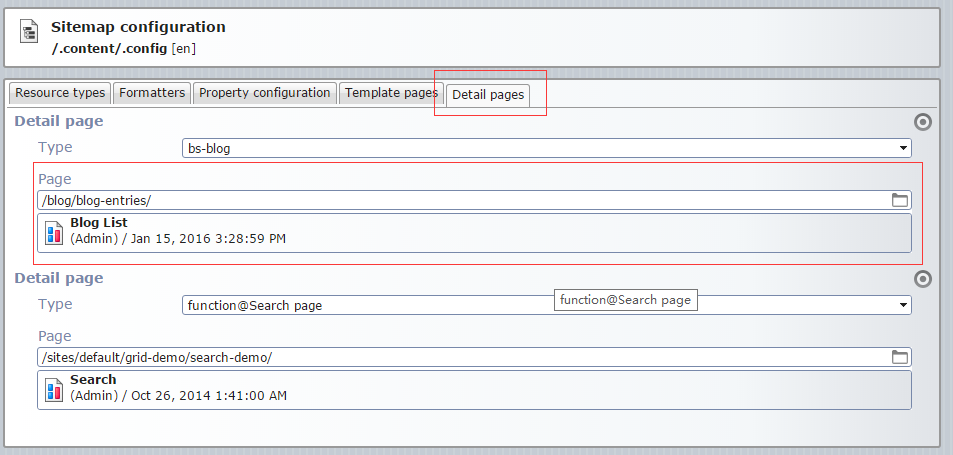 Sitemap configuration
/.content/.config [en]
Resource types Formatters Property configuration Template pages Detail pages
Detail page
Type bs-blog
Page
/blog/blog-entries/
Blog List
(Admin) / Jan 15, 2016 3:28:59 PM
Detail page
Type function@Search page
function@Search page
Page
/sites/default/grid-demo/search-demo/
Search
(Admin) / Oct 26, 2014 1:41:00 AM